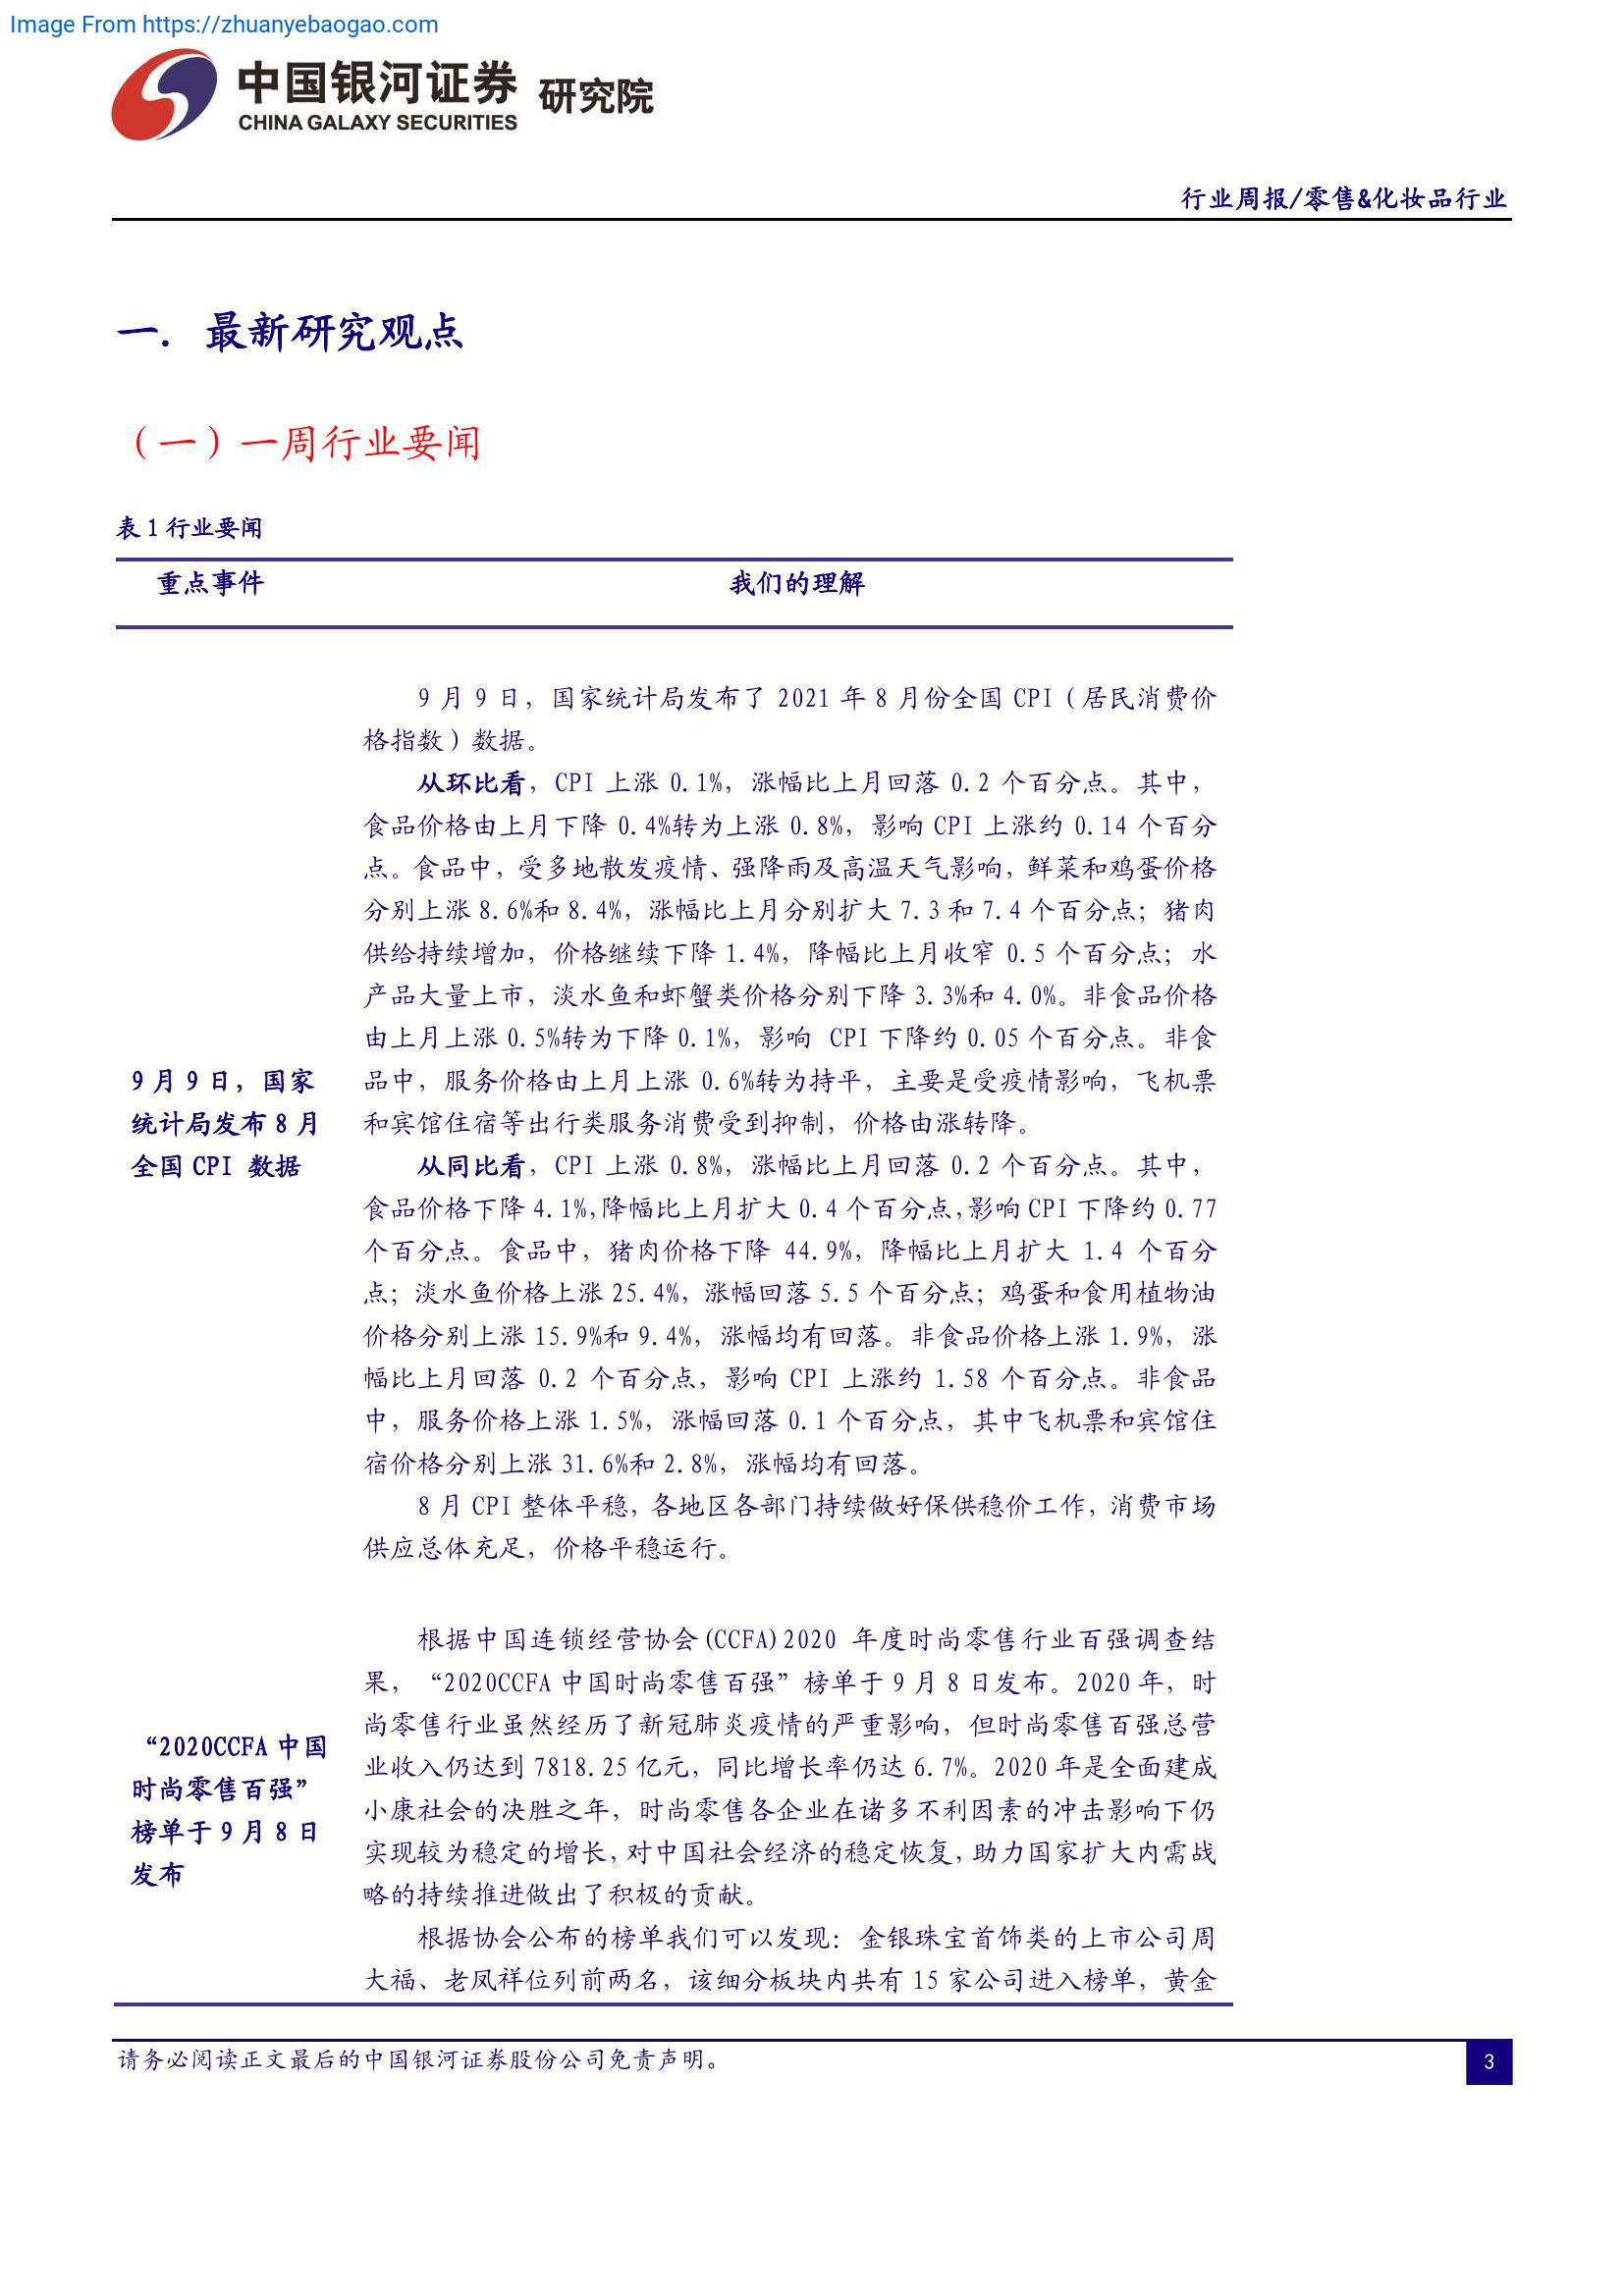 Image From https://zhuanyebaogao.com
中国银河证券 研究院
CHINA GALAXY SECURITIES
行业周报/零售&化妆品行业
一. 最新研究观点
（一）一周行业要闻
表 1 行业要闻
重点事件 我们的理解
9 月 9 日，国家统计局发布了 2021 年 8 月份全国 CPI（居民消费价
格指数）数据。
从环比看，CPI 上涨 0.1%，涨幅比上月回落 0.2 个百分点。其中，
食品价格由上月下降 0.4%转为上涨 0.8%，影响 CPI 上涨约 0.14 个百分
点。食品中，受多地散发疫情、强降雨及高温天气影响，鲜菜和鸡蛋价格
分别上涨 8.6%和 8.4%，涨幅比上月分别扩大 7.3 和 7.4 个百分点；猪肉
供给持续增加，价格继续下降 1.4%，降幅比上月收窄 0.5 个百分点；水
产品大量上市，淡水鱼和虾蟹类价格分别下降 3.3%和 4.0%。非食品价格
由上月上涨 0.5%转为下降 0.1%，影响 CPI 下降约 0.05 个百分点。非食
品中，服务价格由上月上涨 0.6%转为持平，主要是受疫情影响，飞机票
和宾馆住宿等出行类服务消费受到抑制，价格由涨转降。
从同比看，CPI 上涨 0.8%，涨幅比上月回落 0.2 个百分点。其中，
食品价格下降 4.1%，降幅比上月扩大 0.4 个百分点，影响 CPI 下降约 0.77
个百分点。食品中，猪肉价格下降 44.9%，降幅比上月扩大 1.4 个百分
点；淡水鱼价格上涨 25.4%，涨幅回落 5.5 个百分点；鸡蛋和食用植物油
价格分别上涨 15.9%和 9.4%，涨幅均有回落。非食品价格上涨 1.9%，涨
幅比上月回落 0.2 个百分点，影响 CPI 上涨约 1.58 个百分点。非食品
中，服务价格上涨 1.5%，涨幅回落 0.1 个百分点，其中飞机票和宾馆住
宿价格分别上涨 31.6%和 2.8%，涨幅均有回落。
8 月 CPI 整体平稳，各地区各部门持续做好保供稳价工作，消费市场
供应总体充足，价格平稳运行。
9 月 9 日，国家
统计局发布 8 月
全国 CPI 数据
根据中国连锁经营协会(CCFA)2020 年度时尚零售行业百强调查结
果，“2020CCFA 中国时尚零售百强”榜单于 9 月 8 日发布。2020 年，时
尚零售行业虽然经历了新冠肺炎疫情的严重影响，但时尚零售百强总营
业收入仍达到 7818.25 亿元，同比增长率仍达 6.7%。2020 年是全面建成
小康社会的决胜之年，时尚零售各企业在诸多不利因素的冲击影响下仍
实现较为稳定的增长，对中国社会经济的稳定恢复，助力国家扩大内需战
略的持续推进做出了积极的贡献。
根据协会公布的榜单我们可以发现：金银珠宝首饰类的上市公司周
大福、老凤祥位列前两名，该细分板块内共有 15 家公司进入榜单，黄金
“2020CCFA 中国
时尚零售百强”
榜单于 9 月 8 日
发布
请务必阅读正文最后的中国银河证券股份公司免责声明。
3